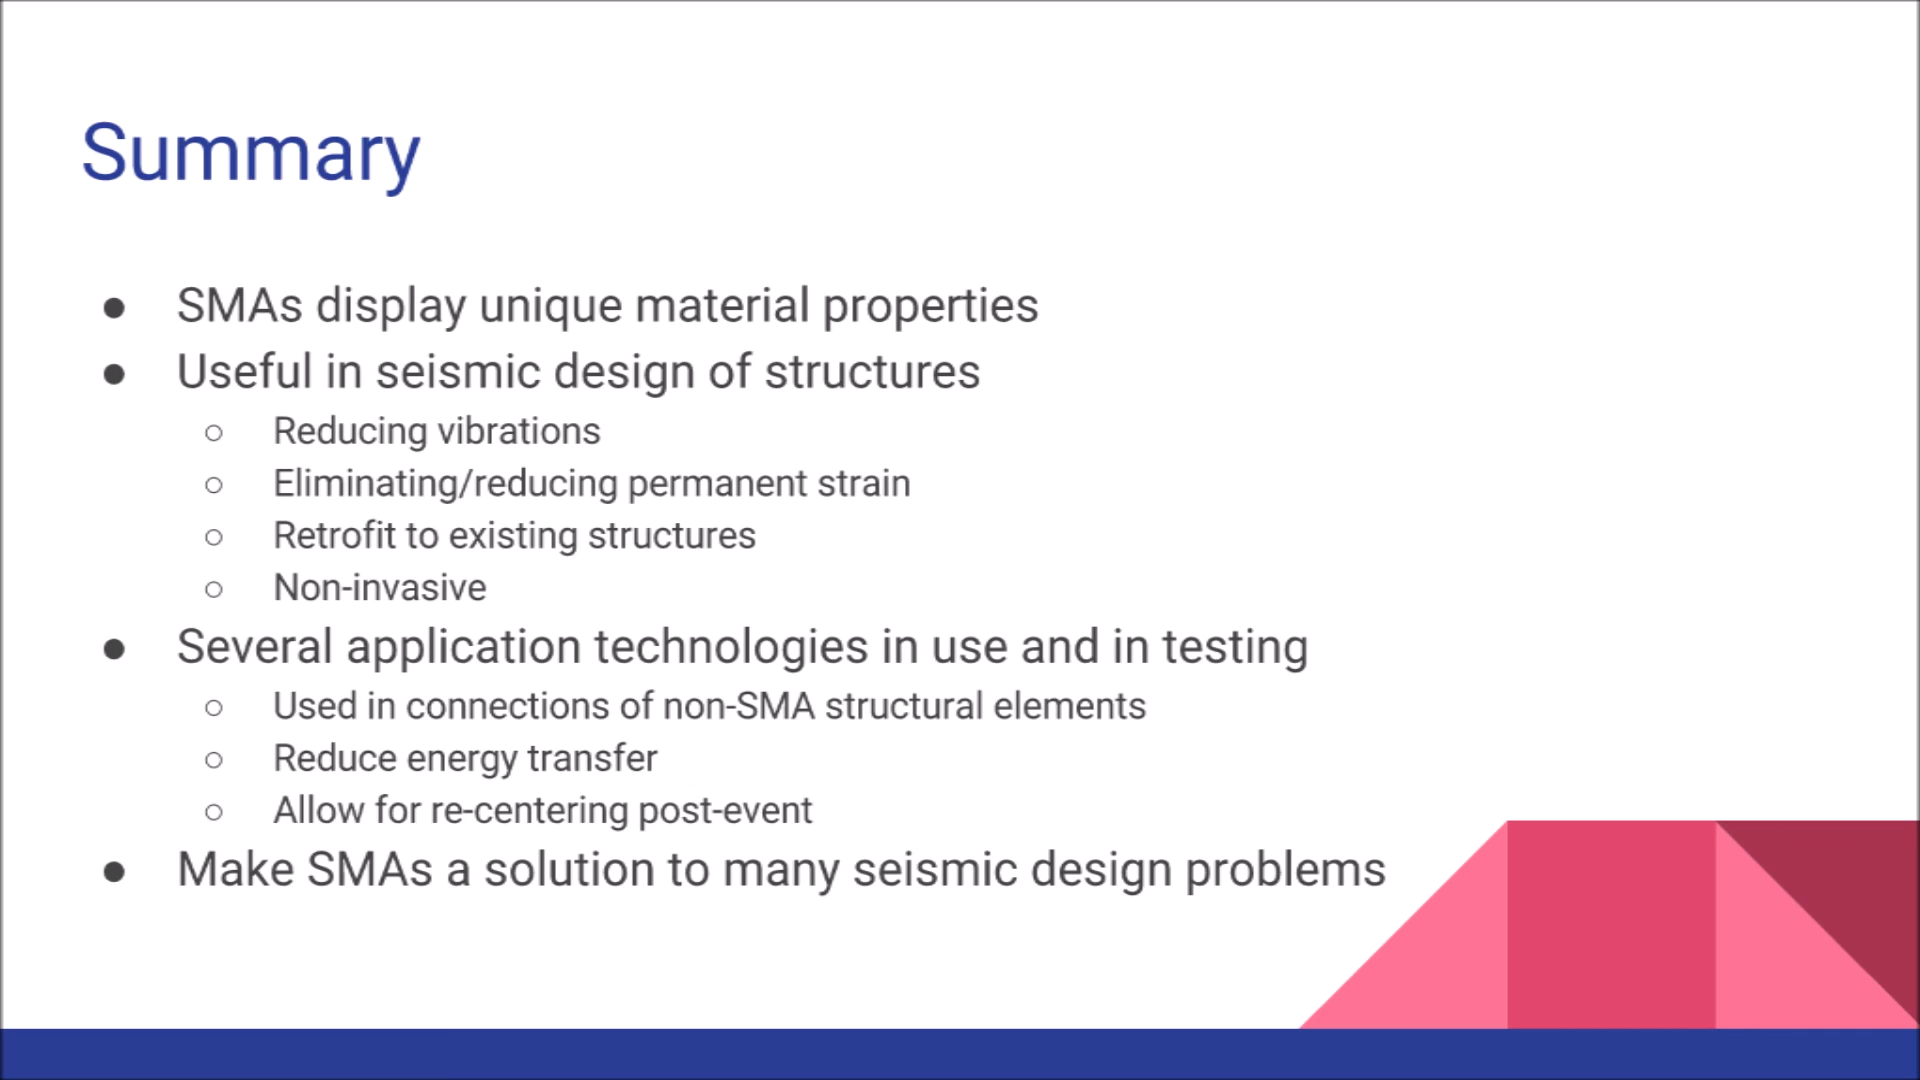 Summary
● SMAs display unique material properties
● Useful in seismic design of structures
○ Reducing vibrations
○ Eliminating/reducing permanent strain
○ Retrofit to existing structures
○ Non-invasive
● Several application technologies in use and in testing
○ Used in connections of non-SMA structural elements
○ Reduce energy transfer
○ Allow for re-centering post-event
● Make SMAs a solution to many seismic design problems